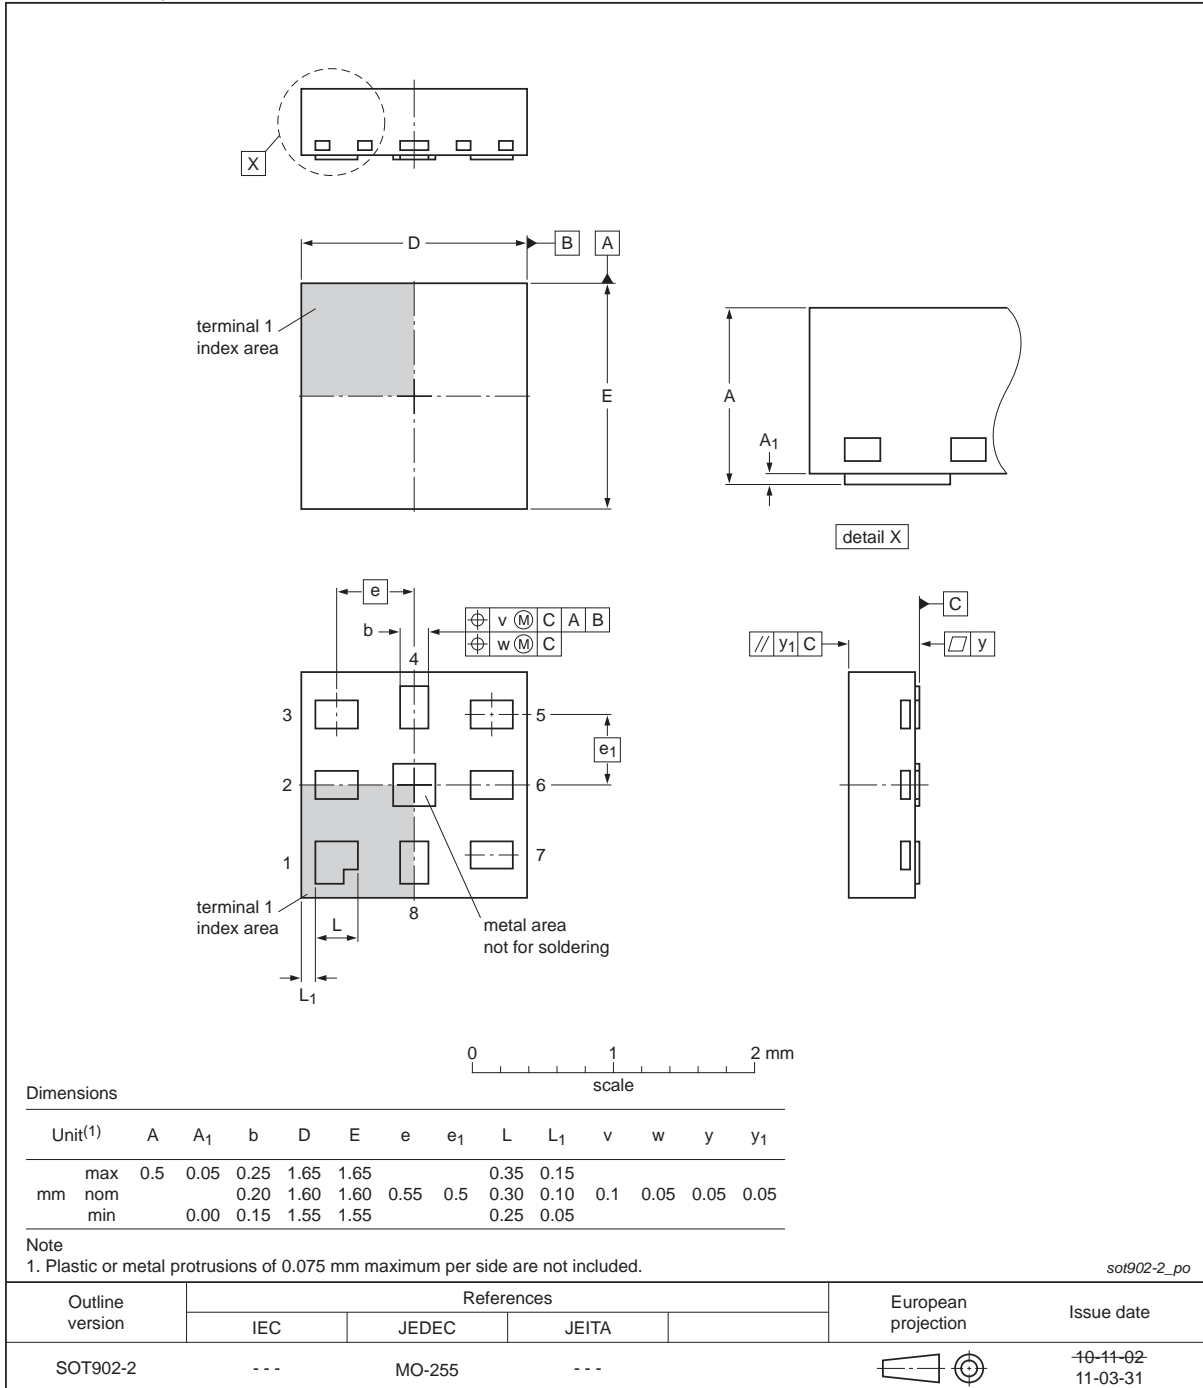 X
D
B
A
terminal 1
index area
E
A
A1
detail X
e
b
v M C A B
w M C
4
3
5
e1
2
6
1
7
8
terminal 1
index area
L
L1
metal area
not for soldering
C
// y1 C
y
0 1 2 mm
scale
Dimensions
Unit(1) A A1 b D E e e1 L L1 v w y y1
max 0.5 0.05 0.25 1.65 1.65 0.35 0.15
mm nom 0.20 1.60 1.60 0.55 0.5 0.30 0.10 0.1 0.05 0.05 0.05
min 0.00 0.15 1.55 1.55 0.25 0.05
Note
1. Plastic or metal protrusions of 0.075 mm maximum per side are not included.
sot902-2_po
Outline
version
References
IEC JEDEC JEITA
European
projection
Issue date
SOT902-2 - - - MO-255 - - -
10-11-02
11-03-31